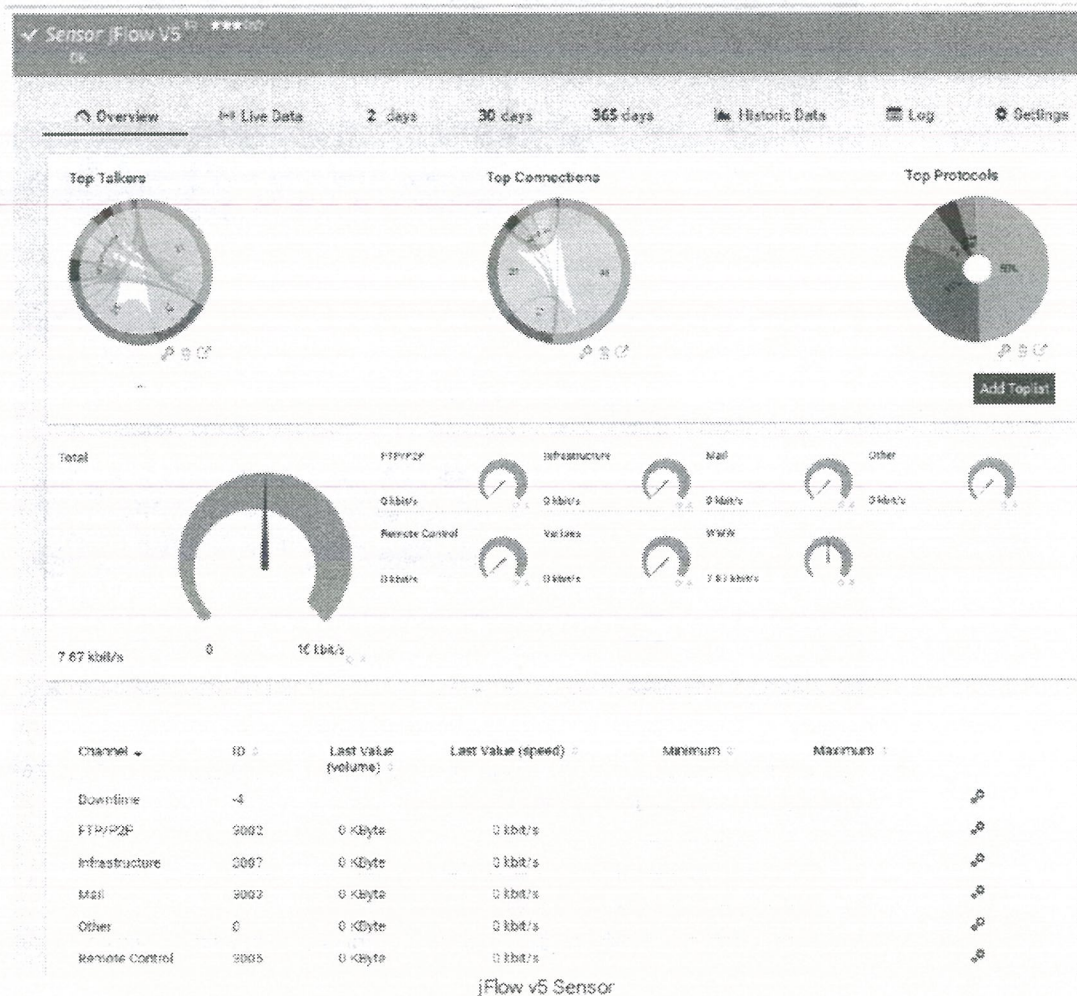 Sensor jFlow V5
OK
Overview
Live Data
2 days
30 days
365 days
Historic Data
Log
Settings
Top Talkers
Top Connections
Top Protocols
50%
Add Toplist
Total
FTP/P2P
Infrastructure
Mail
Other
0 kbit/s
0 kbit/s
0 kbit/s
0 kbit/s
Remote Control
Various
WWW
0 kbit/s
0 kbit/s
7.87 kbit/s
7.87 kbit/s
0
16 kbit/s
Channel
ID
Last Value (volume)
Last Value (speed)
Minimum
Maximum
Downtime -4
FTP/P2P 9002 0 KByte 0 kbit/s
Infrastructure 0 KByte 0 kbit/s
Mail 9003 0 KByte 0 kbit/s
Other 0 0 KByte 0 kbit/s
Remote Control 9005 0 KByte 0 kbit/s
jFlow v5 Sensor